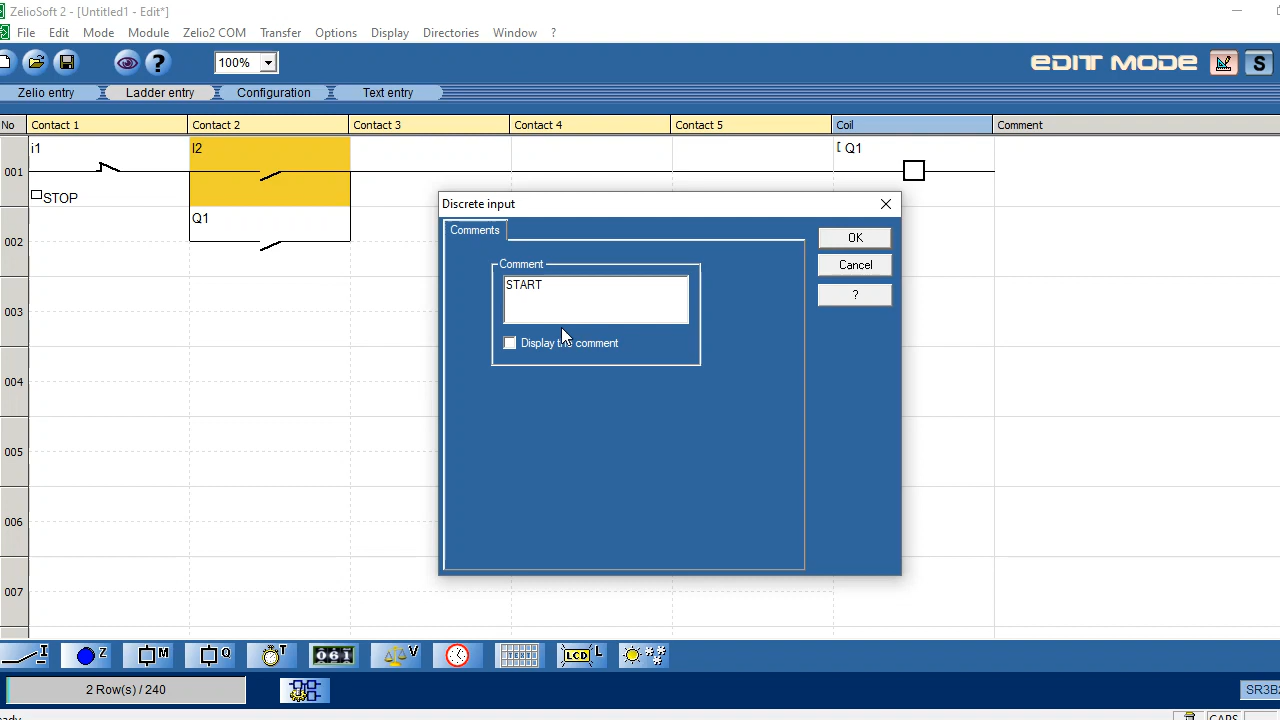 ZelioSoft 2 - [Untitled1 - Edit*]
File Edit Mode Module Zelio2 COM Transfer Options Display Directories Window ?
? 100% EDIT MODE S
Zelio entry Ladder entry Configuration Text entry
No Contact 1 Contact 2 Contact 3 Contact 4 Contact 5 Coil Comment
i1 I2 [ Q1
001
STOP
Q1
002
003
004
005
006
007
Discrete input
Comments
OK
Cancel
?
Comment
START
Display the comment
I Z M Q T 061 V LCD L
2 Row(s) / 240
SR3B2
CAPS